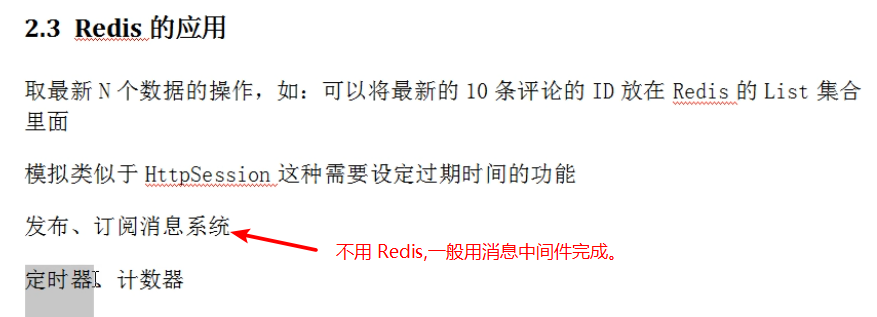 2.3 Redis 的应用
取最新 N 个数据的操作，如：可以将最新的 10 条评论的 ID 放在 Redis 的 List 集合
里面
模拟类似于 HttpSession 这种需要设定过期时间的功能
发布、订阅消息系统
不用 Redis,一般用消息中间件完成。
定时器、计数器